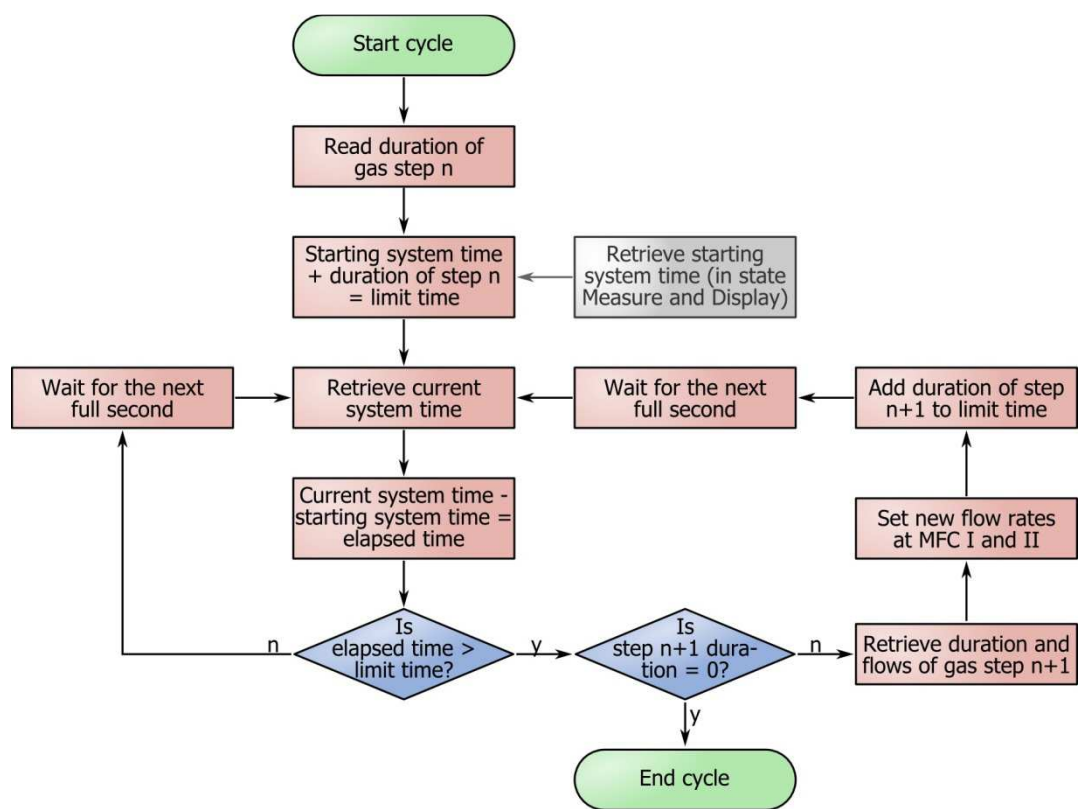 Start cycle
Read duration of
gas step n
Starting system time
+ duration of step n
= limit time
Retrieve starting
system time (in state
Measure and Display)
Wait for the next
full second
Retrieve current
system time
Wait for the next
full second
Add duration of step
n+1 to limit time
Current system time -
starting system time =
elapsed time
Set new flow rates
at MFC I and II
Is
elapsed time >
limit time?
n
y
Is
step n+1 dura-
tion = 0?
n
y
Retrieve duration and
flows of gas step n+1
End cycle